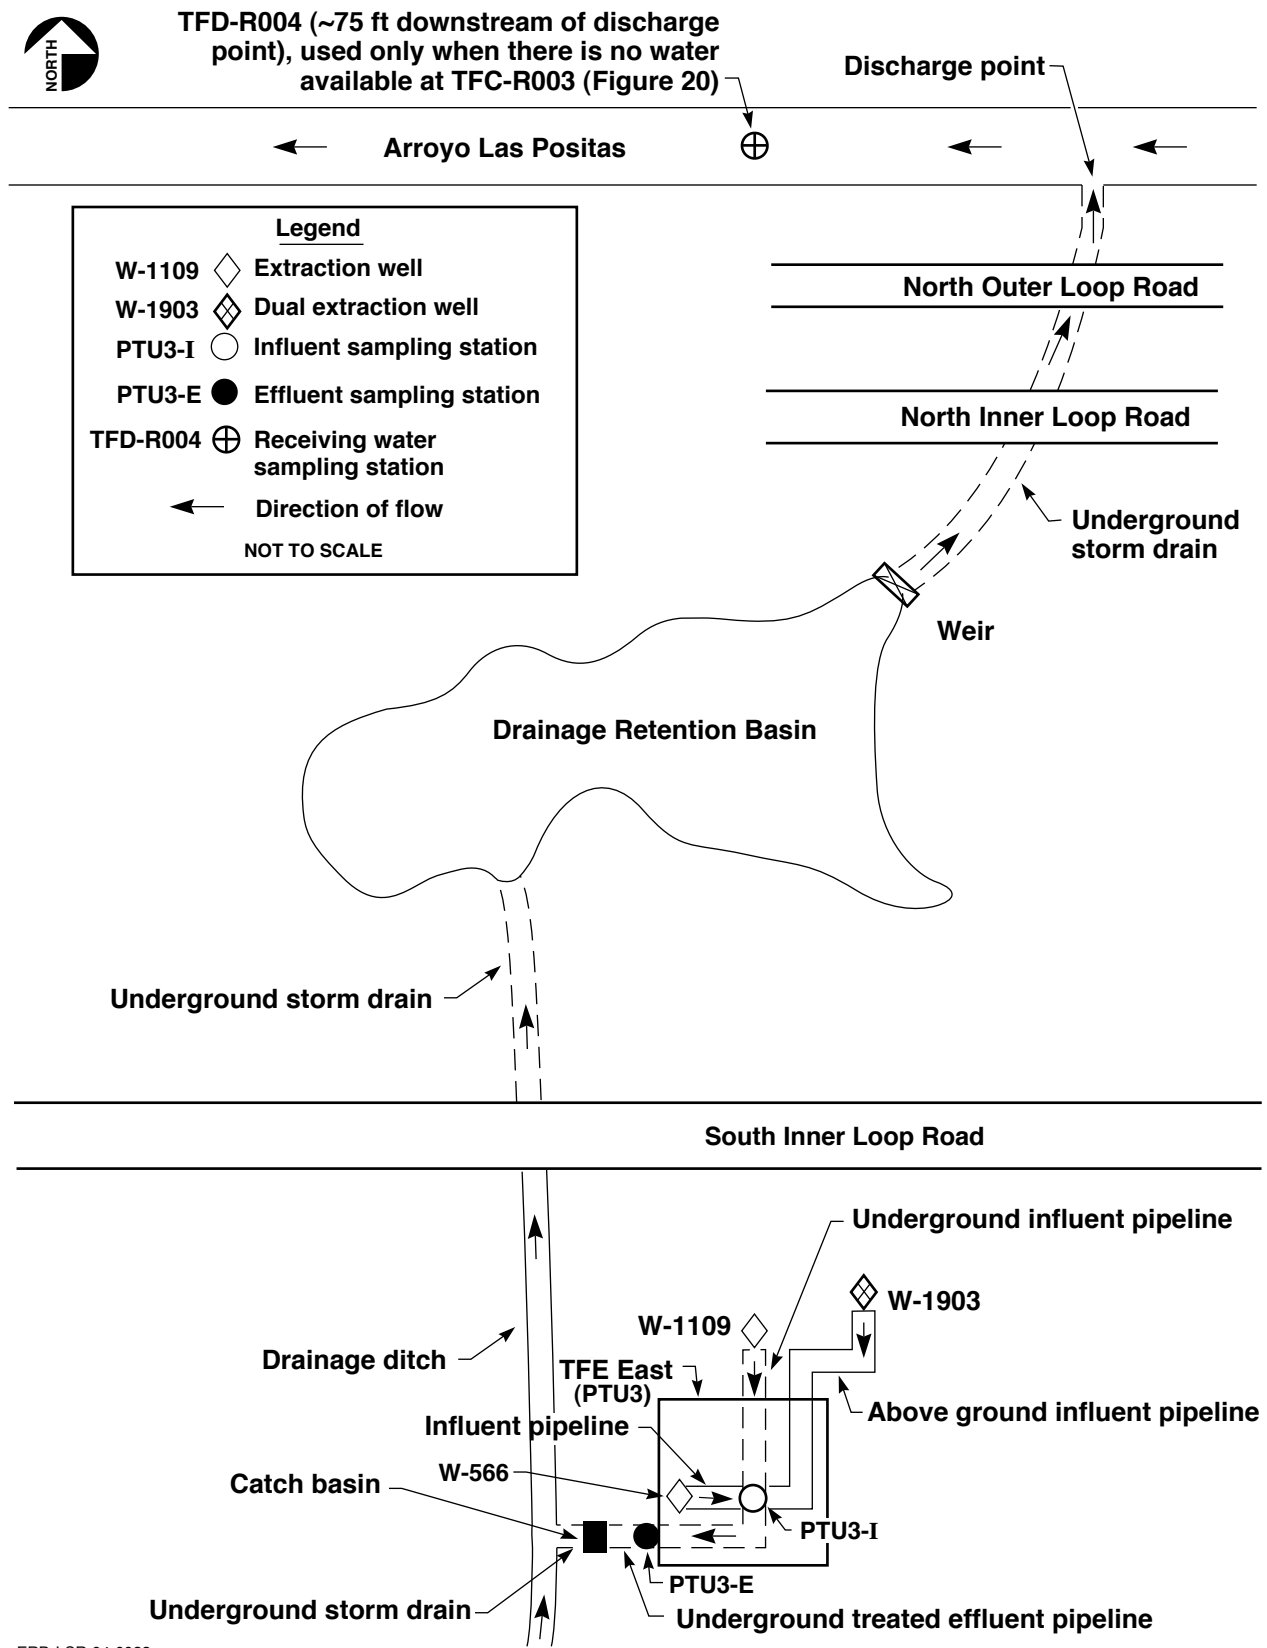 NORTH
TFD-R004 (~75 ft downstream of discharge
point), used only when there is no water
available at TFC-R003 (Figure 20)
Discharge point
Arroyo Las Positas
Legend
W-1109 Extraction well
W-1903 Dual extraction well
PTU3-I Influent sampling station
PTU3-E Effluent sampling station
TFD-R004 Receiving water
sampling station
Direction of flow
NOT TO SCALE
North Outer Loop Road
North Inner Loop Road
Underground
storm drain
Weir
Drainage Retention Basin
Underground storm drain
South Inner Loop Road
Underground influent pipeline
W-1903
W-1109
Drainage ditch
TFE East
(PTU3)
Above ground influent pipeline
Influent pipeline
W-566
Catch basin
PTU3-I
PTU3-E
Underground storm drain
Underground treated effluent pipeline